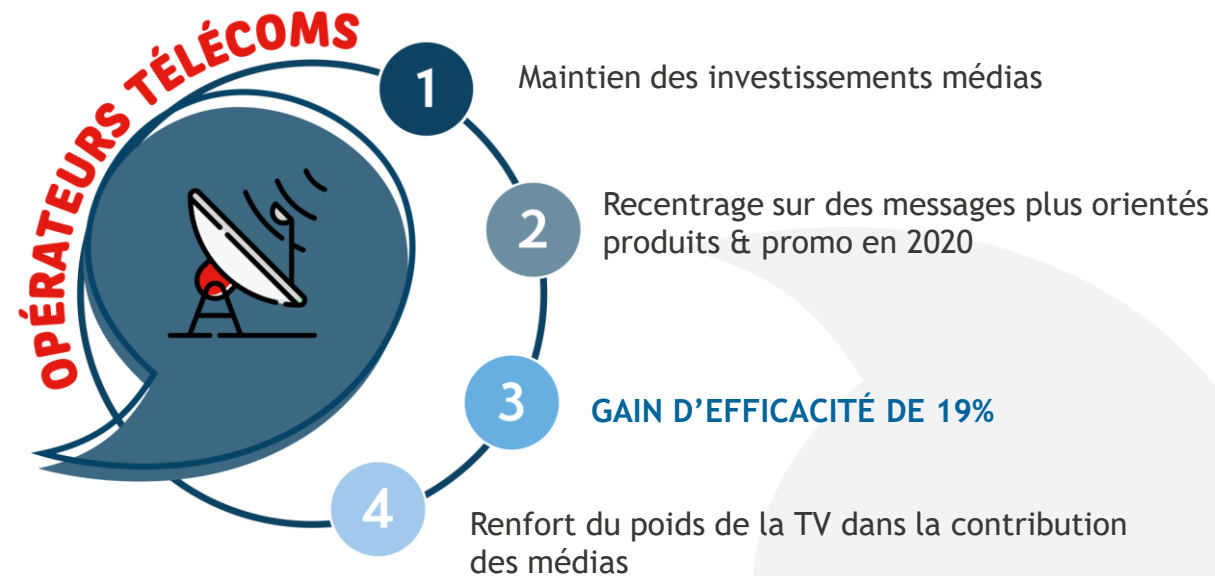 OPÉRATEURS TÉLÉCOMS
1
Maintien des investissements médias
2
Recentrage sur des messages plus orientés
produits & promo en 2020
3
GAIN D’EFFICACITÉ DE 19%
4
Renfort du poids de la TV dans la contribution
des médias